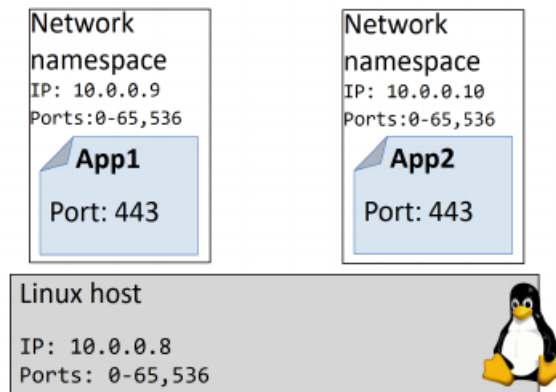 Network
namespace
IP: 10.0.0.9
Ports:0-65,536
App1
Port: 443
Network
namespace
IP: 10.0.0.10
Ports:0-65,536
App2
Port: 443
Linux host
IP: 10.0.0.8
Ports: 0-65,536